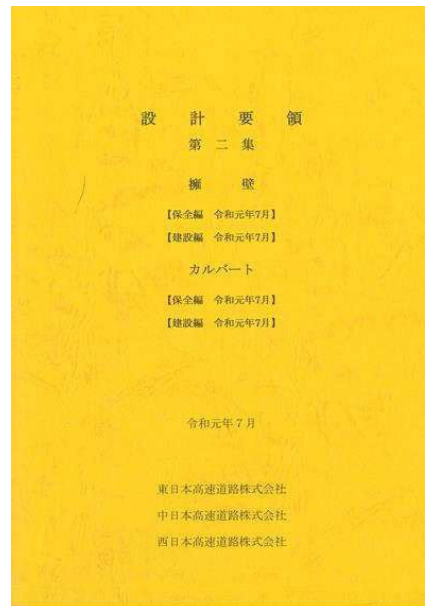 設計要領
第二集
擁壁
【保全編 令和元年7月】
【建設編 令和元年7月】
カルバート
【保全編 令和元年7月】
【建設編 令和元年7月】
令和元年7月
東日本高速道路株式会社
中日本高速道路株式会社
西日本高速道路株式会社